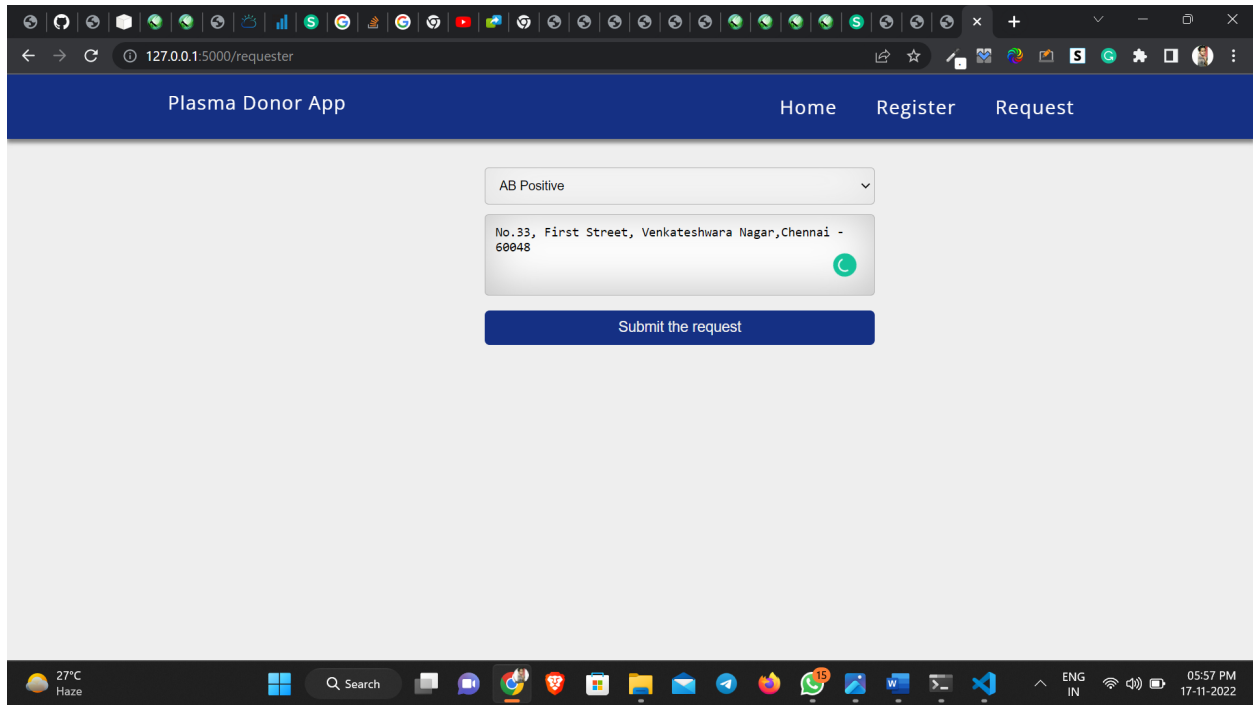 127.0.0.1:5000/requester
Plasma Donor App
Home Register Request
AB Positive
No.33, First Street, Venkateshwara Nagar,Chennai -
60048
Submit the request
27°C
Haze
Search
15
ENG
IN
05:57 PM
17-11-2022